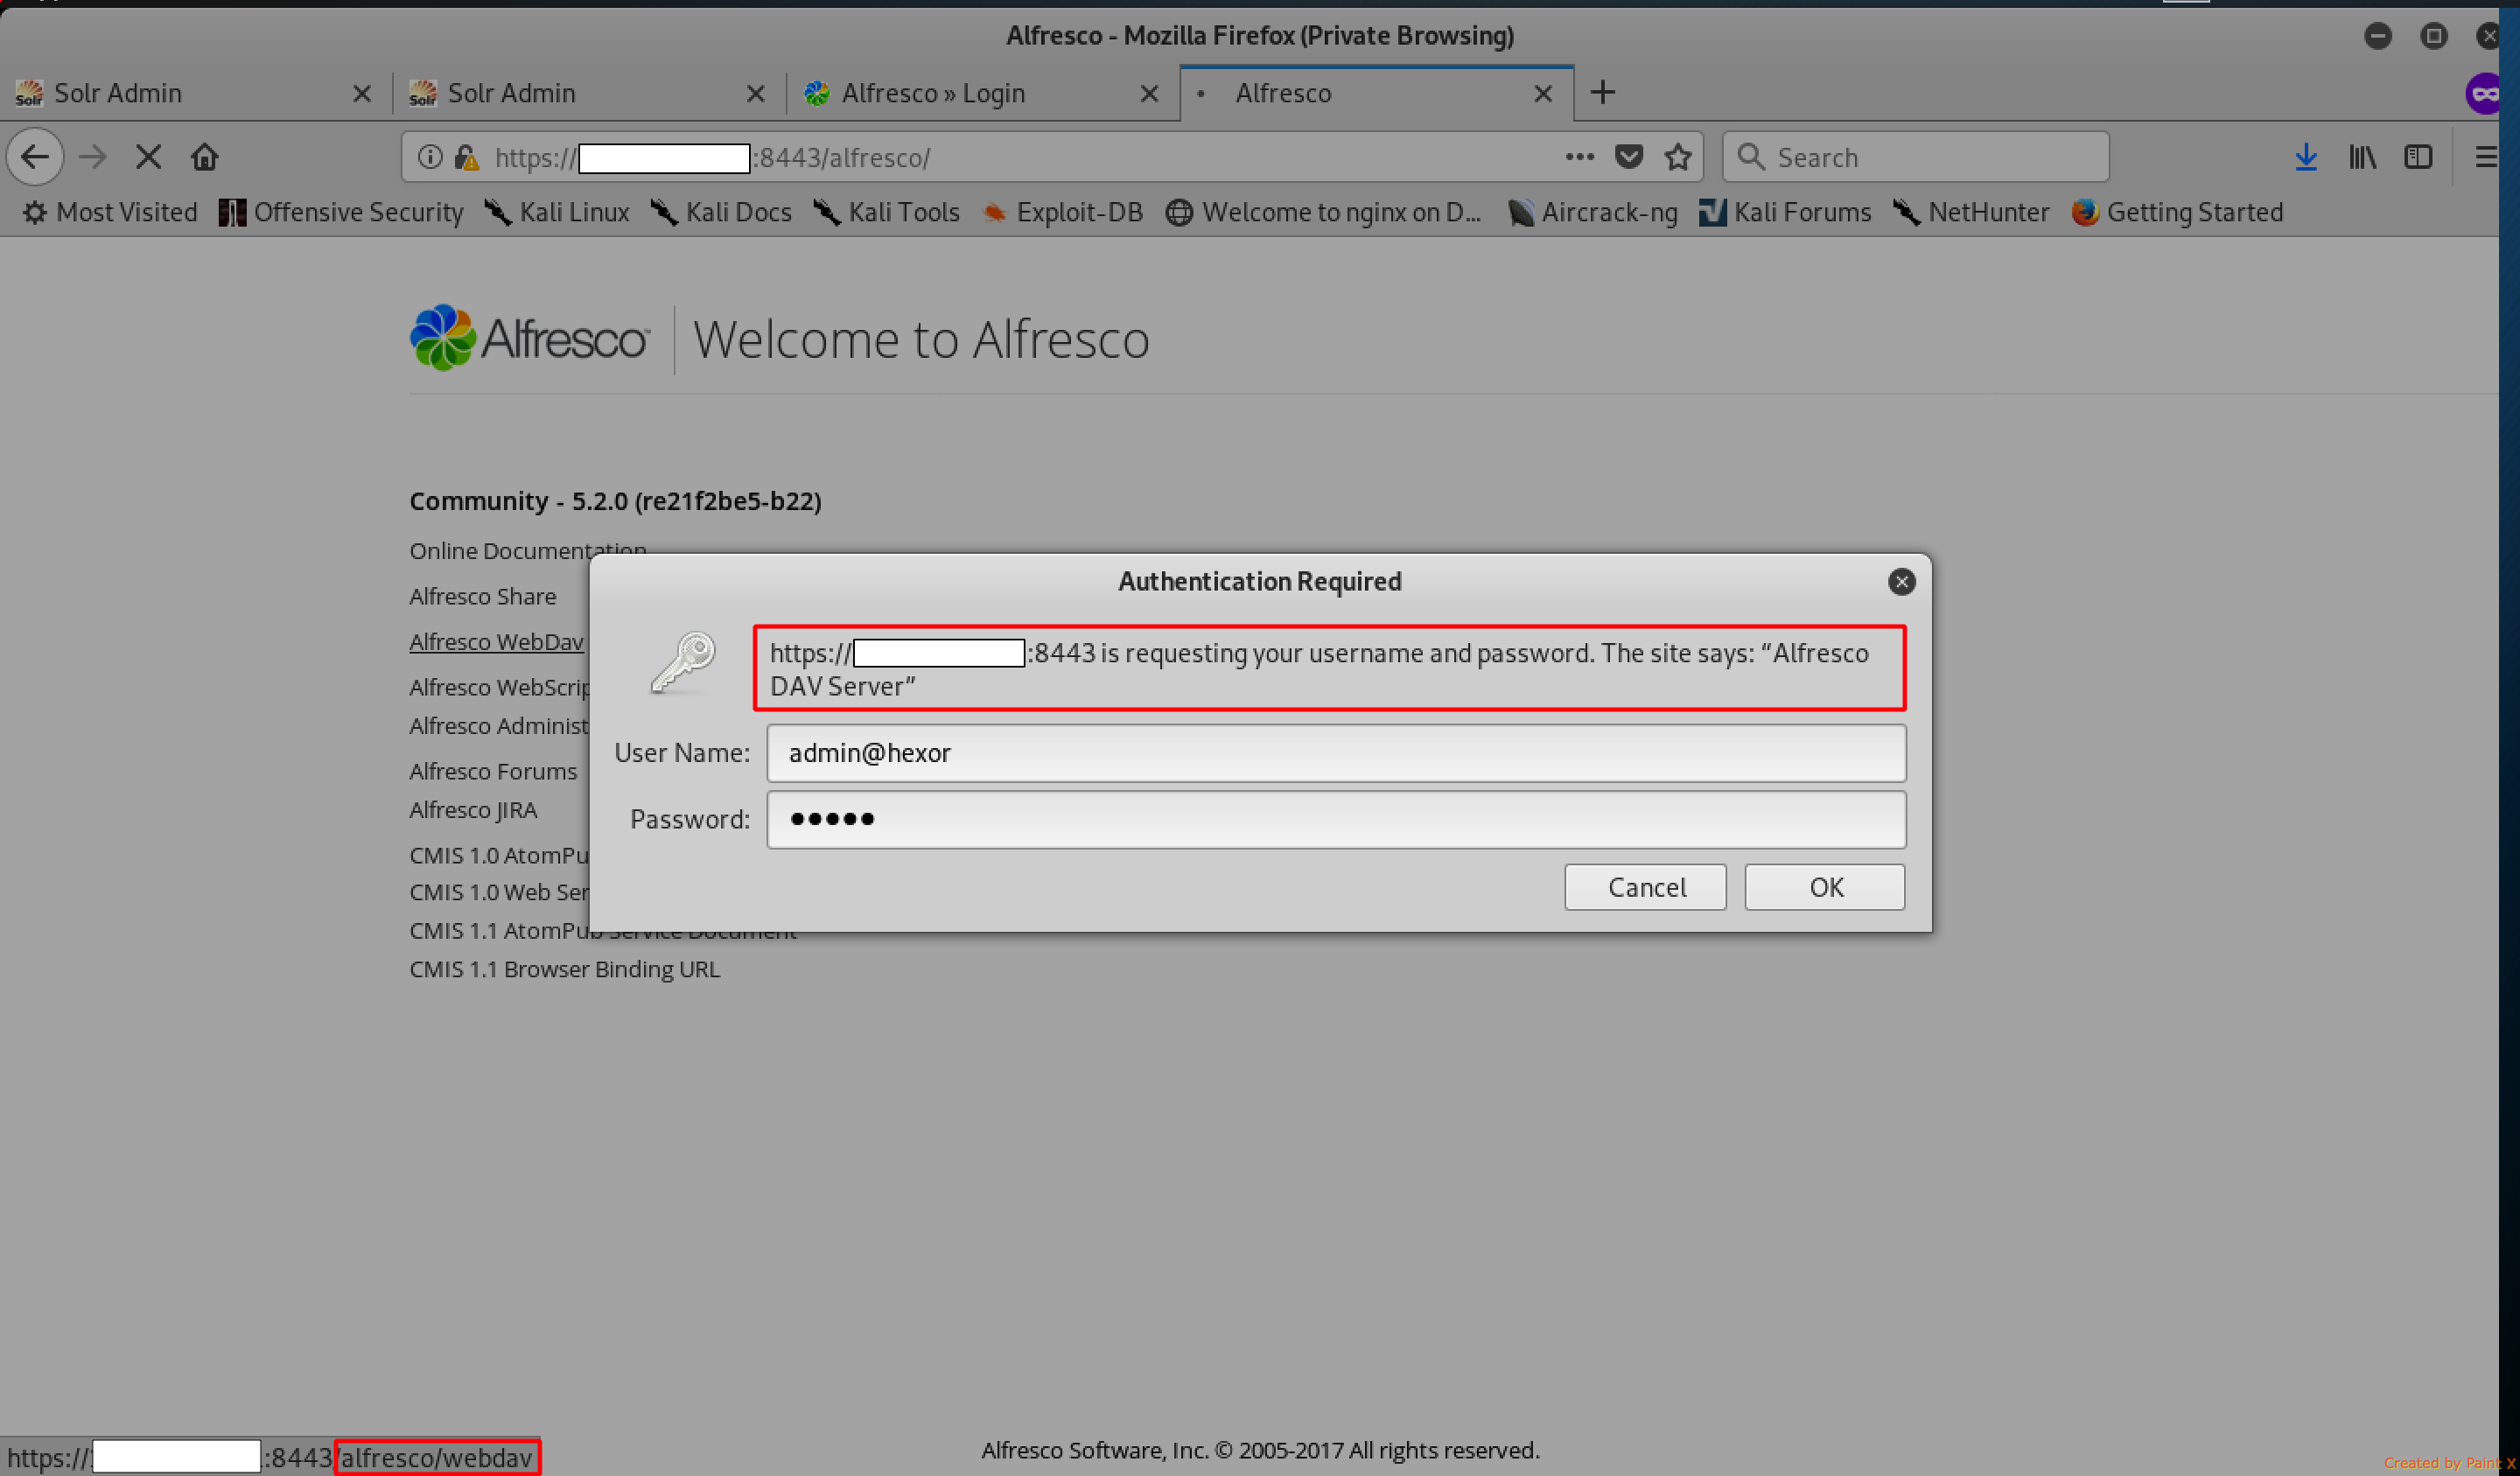 Alfresco - Mozilla Firefox (Private Browsing)
Solr Solr Admin
Solr Solr Admin
Alfresco » Login
Alfresco
https:// :8443/alfresco/
Search
Most Visited
Offensive Security
Kali Linux
Kali Docs
Kali Tools
Exploit-DB
Welcome to nginx on D...
Aircrack-ng
Kali Forums
NetHunter
Getting Started
Alfresco™
Welcome to Alfresco
Community - 5.2.0 (re21f2be5-b22)
Online Documentation
Alfresco Share
Alfresco WebDav
Alfresco WebScrip
Alfresco Administ
Alfresco Forums
Alfresco JIRA
CMIS 1.0 AtomPu
CMIS 1.0 Web Ser
CMIS 1.1 AtomPub Service Document
CMIS 1.1 Browser Binding URL
Authentication Required
https:// :8443 is requesting your username and password. The site says: “Alfresco
DAV Server”
User Name: admin@hexor
Password: ●●●●●
Cancel
OK
https:// :8443/alfresco/webdav
Alfresco Software, Inc. © 2005-2017 All rights reserved.
Created by Paint X